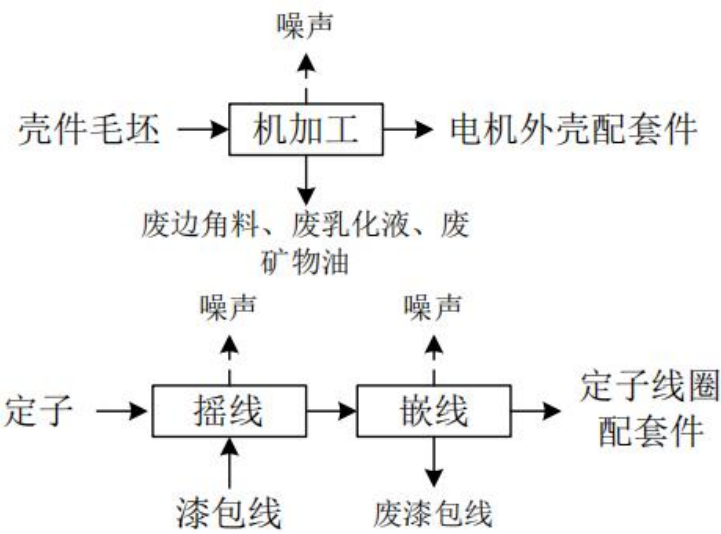 噪声
壳件毛坯
机加工
电机外壳配套件
废边角料、废乳化液、废
矿物油
噪声
噪声
定子
摇线
嵌线
定子线圈
配套件
漆包线
废漆包线